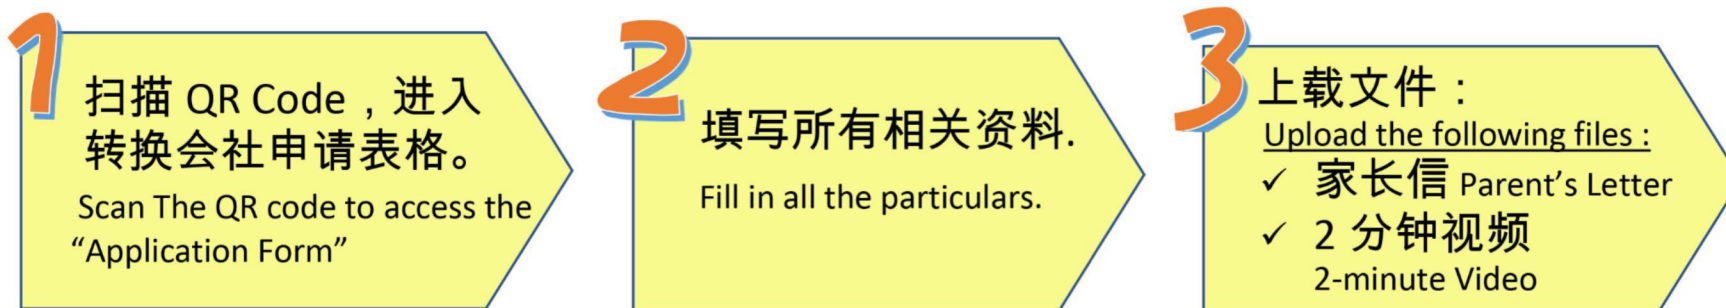 1
扫描 QR Code，进入
转换会社申请表格。
Scan The QR code to access the
“Application Form”
2
填写所有相关资料.
Fill in all the particulars.
3
上载文件：
Upload the following files :
✓ 家长信 Parent’s Letter
✓ 2 分钟视频
2-minute Video